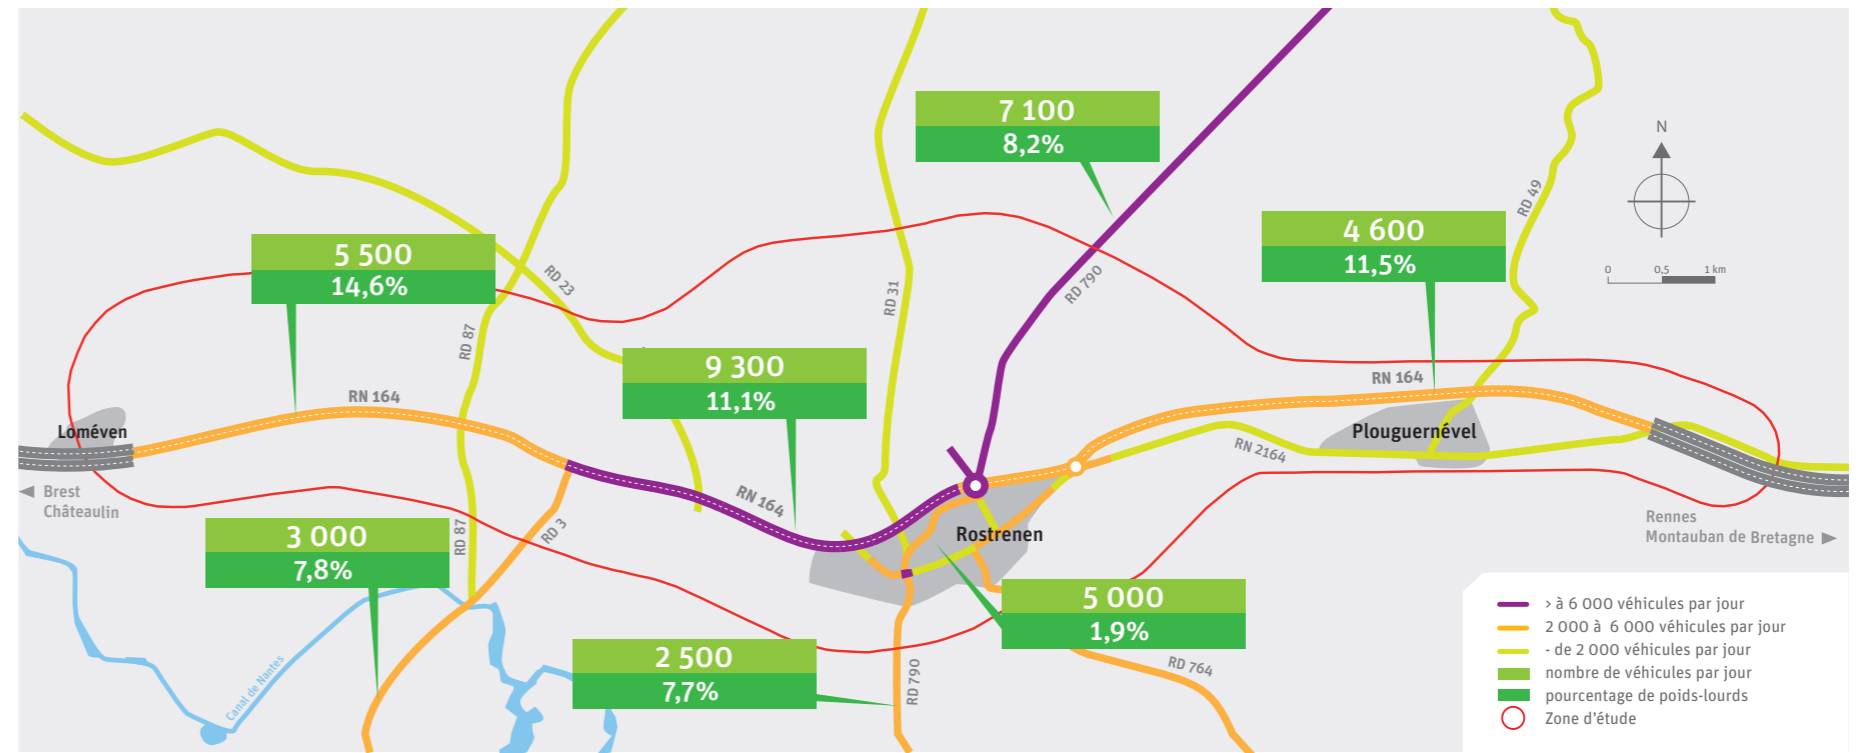 7 100
8,2%
N
RD 49
4 600
11,5%
0 0,5 1 km
5 500
14,6%
RD 23
RD 31
RD 790
RD 87
9 300
11,1%
RN 164
RN 164
Loméven
Plouguernével
RN 2164
Brest
Châteaulin
RN 164
Rostrenen
Rennes
Montauban de Bretagne
3 000
7,8%
RD 87
RD 3
5 000
1,9%
2 500
7,7%
RD 790
RD 764
Canal de Nantes
> à 6 000 véhicules par jour
2 000 à 6 000 véhicules par jour
- de 2 000 véhicules par jour
nombre de véhicules par jour
pourcentage de poids-lourds
Zone d'étude